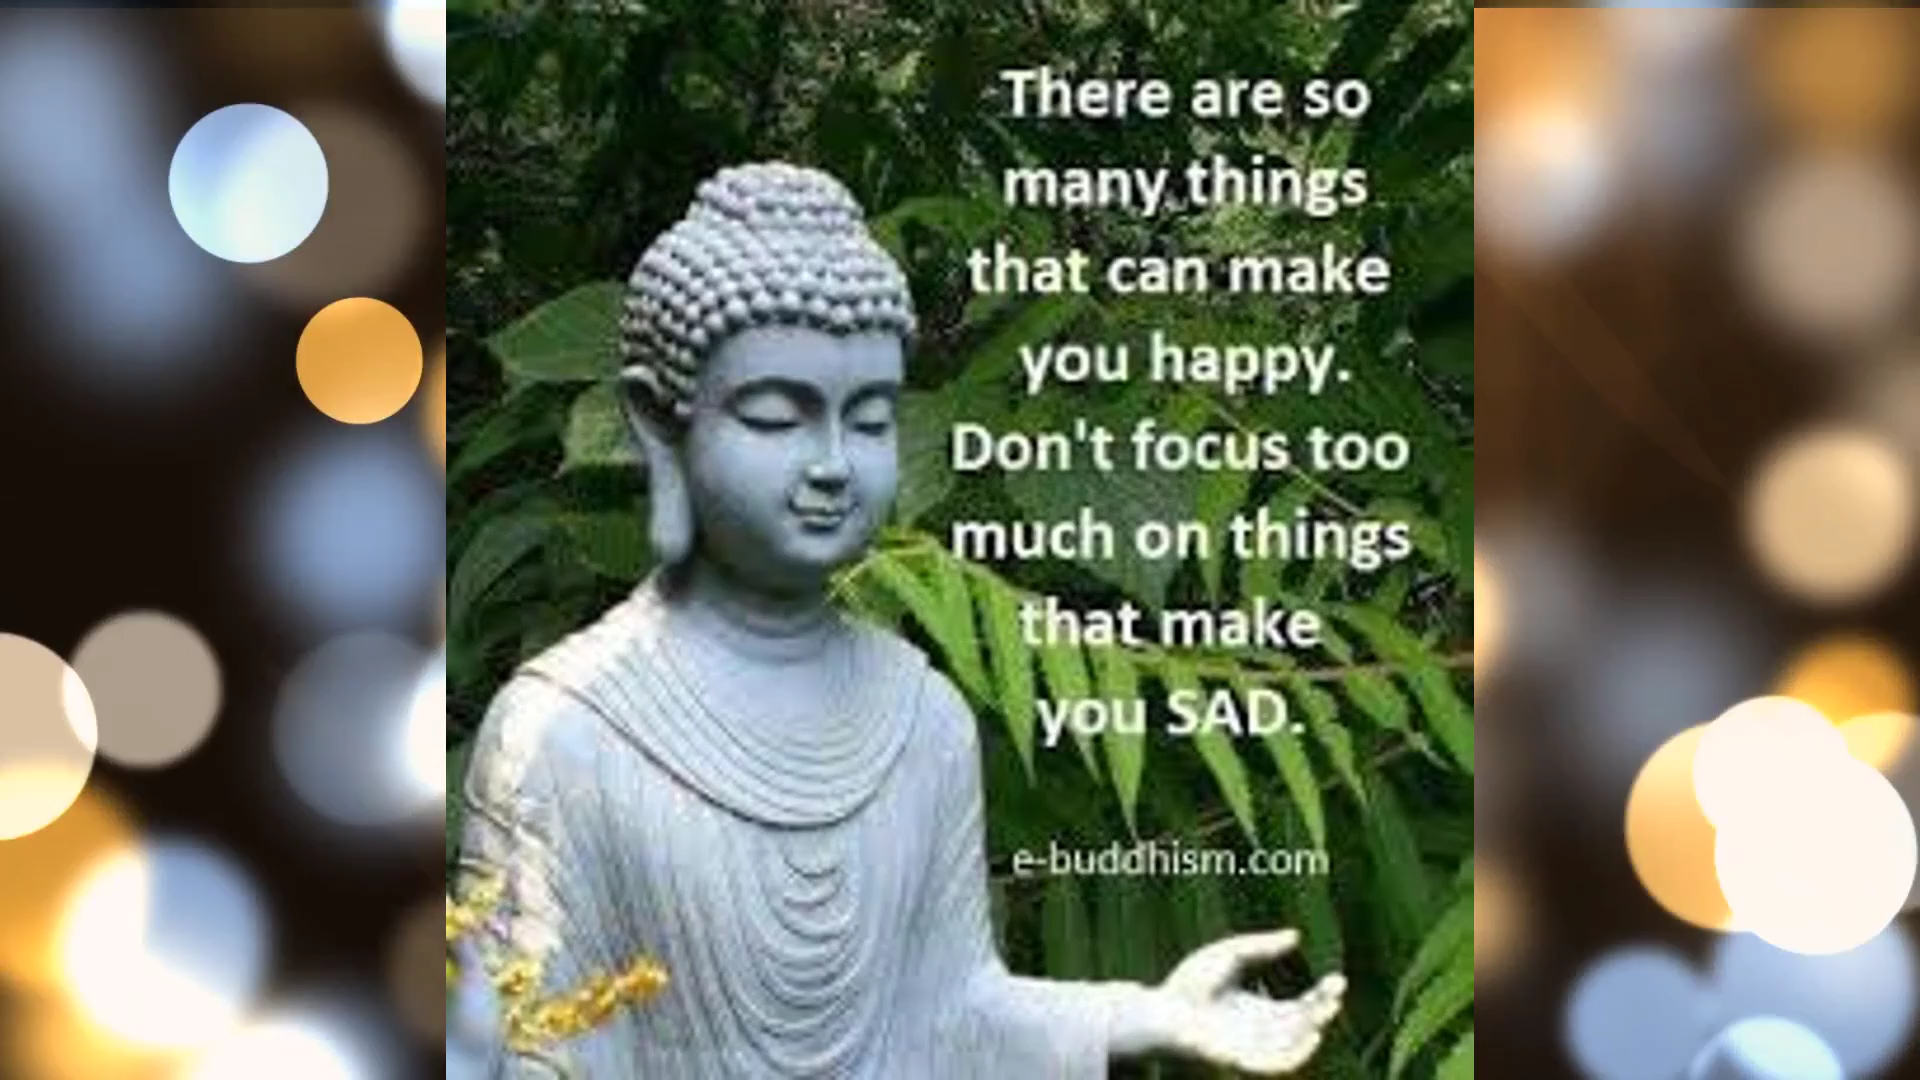 There are so
many things
that can make
you happy.
Don't focus too
much on things
that make
you SAD.
e-buddhism.com